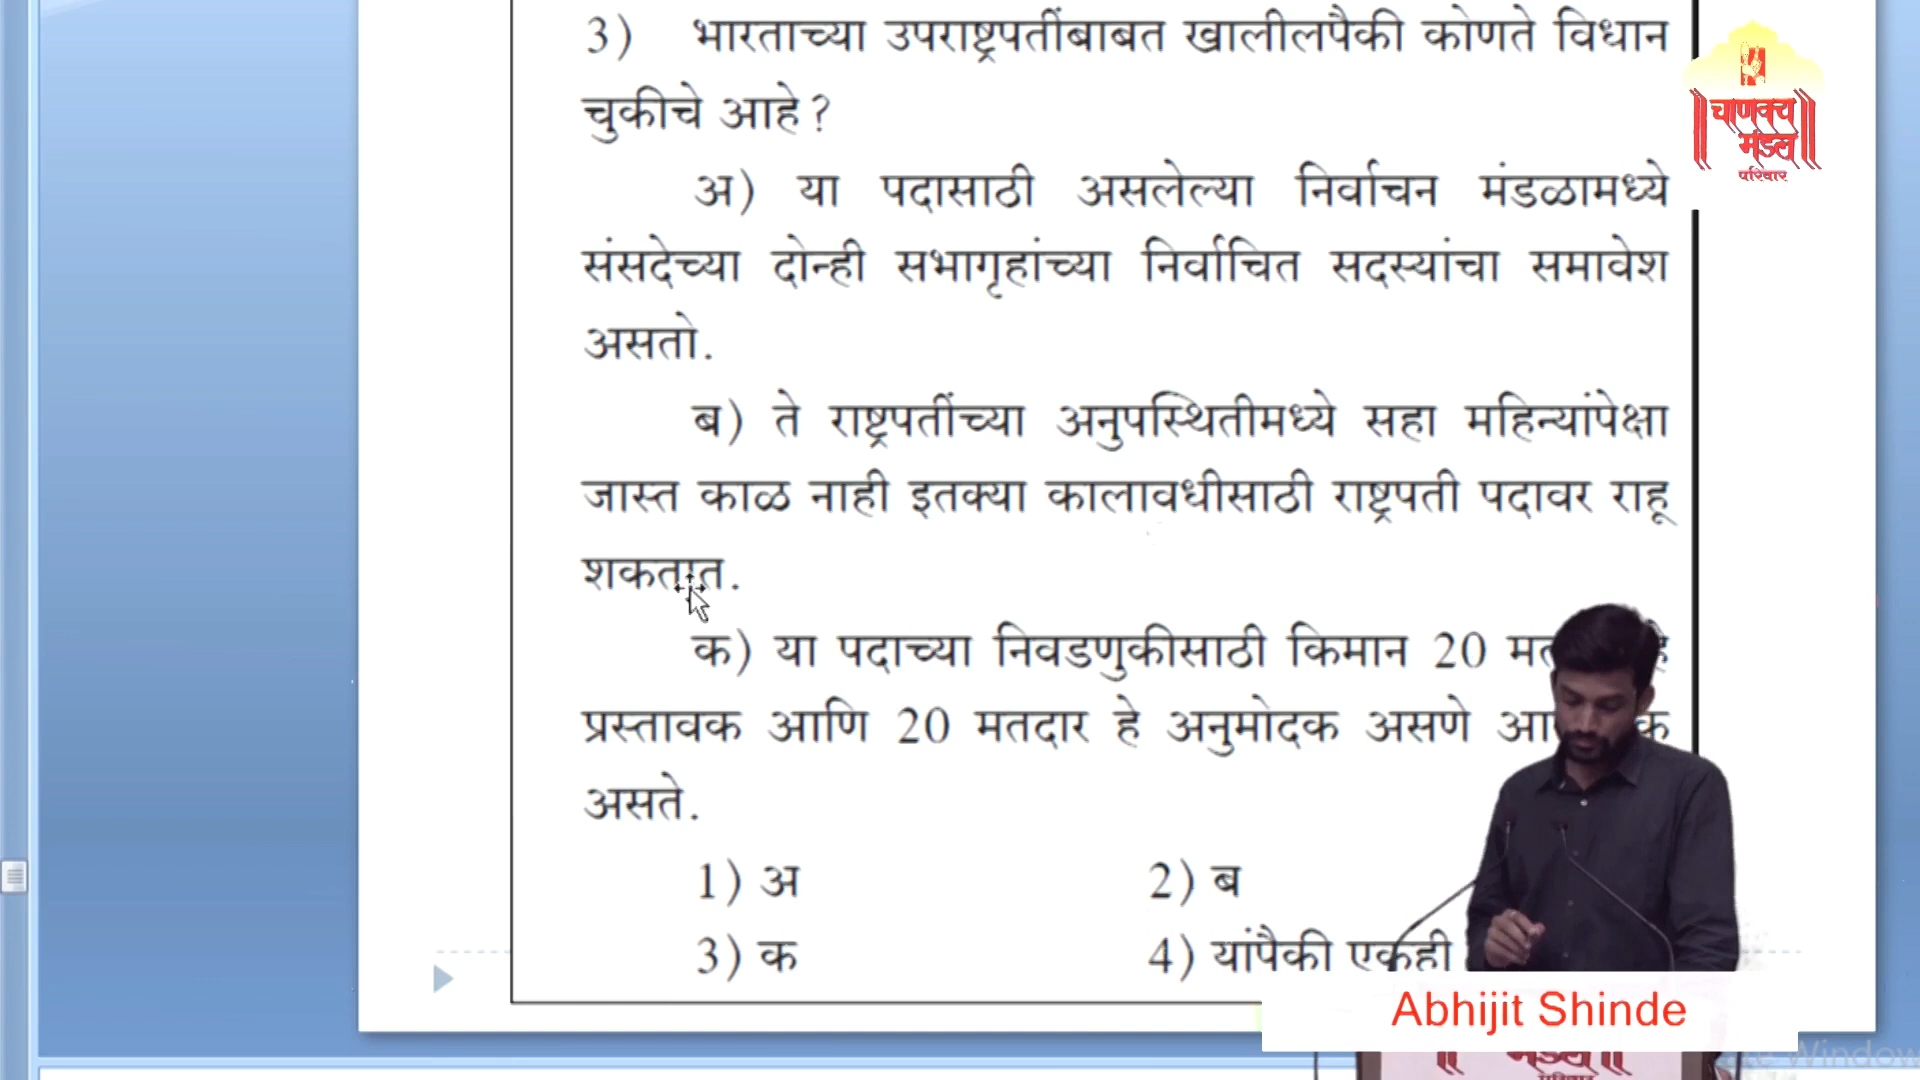 3) भारताच्या उपराष्ट्रपतींबाबत खालीलपैकी कोणते विधान
चुकीचे आहे?
अ) या पदासाठी असलेल्या निर्वाचन मंडळामध्ये
संसदेच्या दोन्ही सभागृहांच्या निर्वाचित सदस्यांचा समावेश
असतो.
ब) ते राष्ट्रपतींच्या अनुपस्थितीमध्ये सहा महिन्यांपेक्षा
जास्त काळ नाही इतक्या कालावधीसाठी राष्ट्रपती पदावर राहू
शकतात.
क) या पदाच्या निवडणुकीसाठी किमान 20
प्रस्तावक आणि 20 मतदार हे अनुमोदक असणे
असते.
1) अ 2) ब
3) क 4) यांपैकी एकही
चाणक्य
मंडल
परिवार
Abhijit Shinde
मंडल
Window